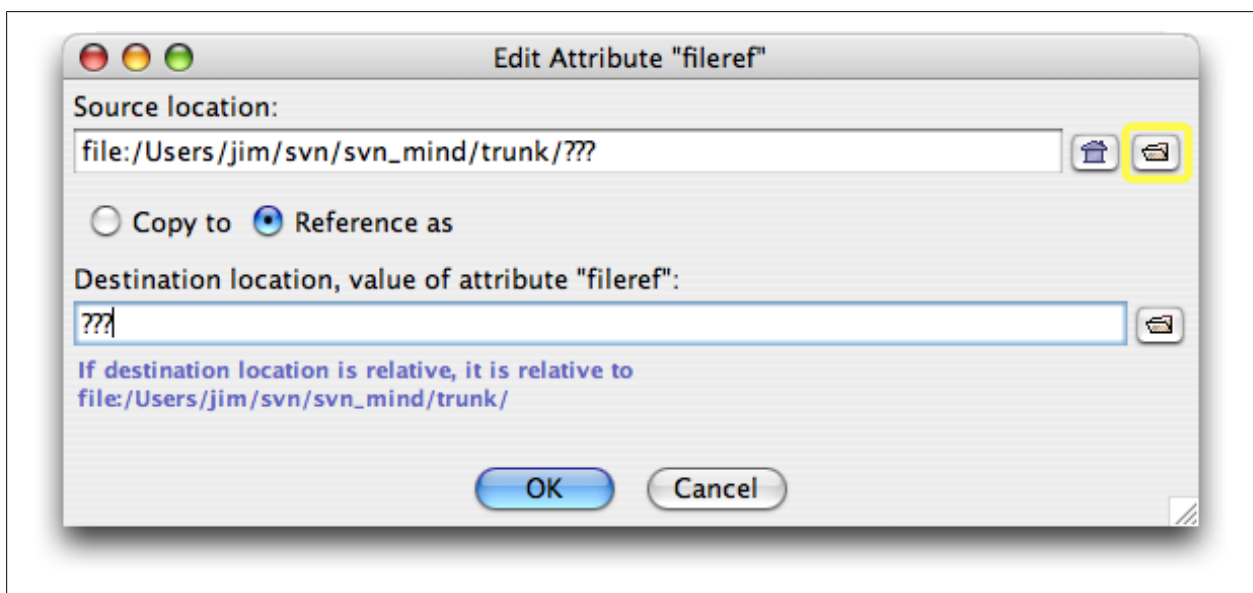 Edit Attribute "fileref"
Source location:
file:/Users/jim/svn/svn_mind/trunk/???
Copy to Reference as
Destination location, value of attribute "fileref":
???
If destination location is relative, it is relative to
file:/Users/jim/svn/svn_mind/trunk/
OK Cancel